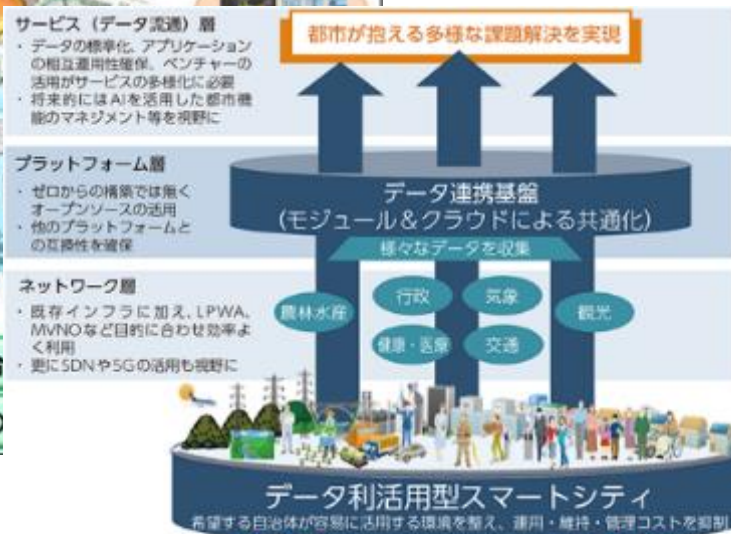 サービス（データ流通）層
・ データの標準化、アプリケーション
の相互運用性確保、ベンチャーの
活用がサービスの多様化に必要
・ 将来的にはAIを活用した都市機
能のマネジメント等を視野に
都市が抱える多様な課題解決を実現
プラットフォーム層
・ ゼロからの構築では無く
オープンソースの活用
・ 他のプラットフォームと
の互換性を確保
データ連携基盤
(モジュール＆クラウドによる共通化)
様々なデータを収集
ネットワーク層
・ 既存インフラに加え、LPWA、
MVNOなど目的に合わせ効率よ
く利用
・ 更にSDNや5Gの活用も視野に
農林水産
行政
気象
観光
健康・医療
交通
データ利活用型スマートシティ
希望する自治体が容易に活用する環境を整え、運用・維持・管理コストを抑制